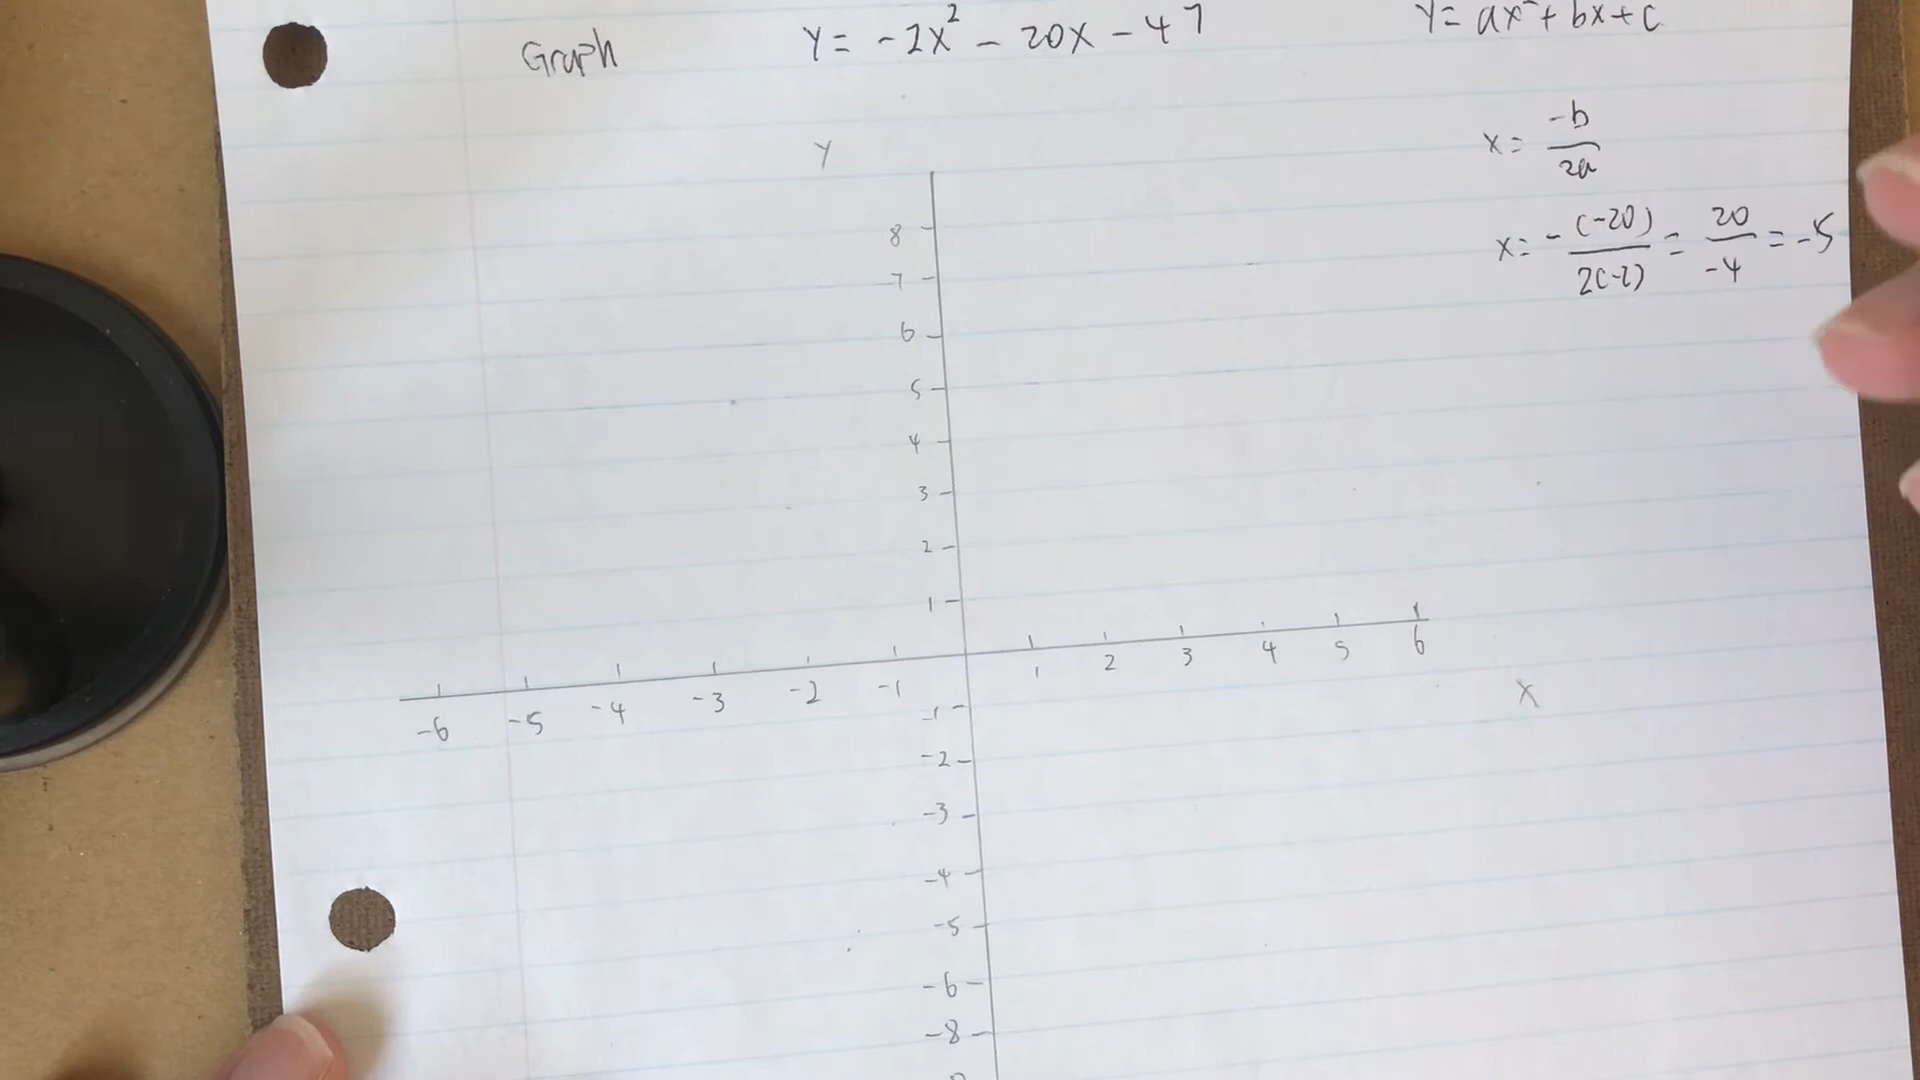 Graph y = -2x² - 20x - 47 y = ax² + bx + c
x = -b/2a
x = -(-20)/2(-2) = 20/-4 = -5
y
8
7
6
5
4
3
2
1
-6 -5 -4 -3 -2 -1 1 2 3 4 5 6
x
-1
-2
-3
-4
-5
-6
-8